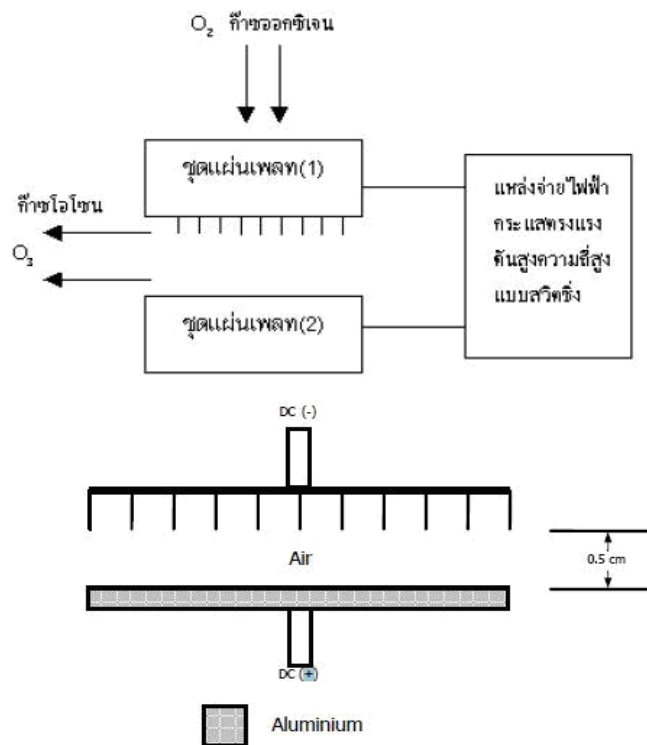 O₂ ก๊าซออกซิเจน
ชุดแผ่นเพลท(1)
ก๊าซโอโซน
O₃
แหล่งจ่ายไฟฟ้า
กระแสตรงแรง
ดันสูงความถี่สูง
แบบสวิตชิ่ง
ชุดแผ่นเพลท(2)
DC (-)
Air
0.5 cm
DC (+)
Aluminium